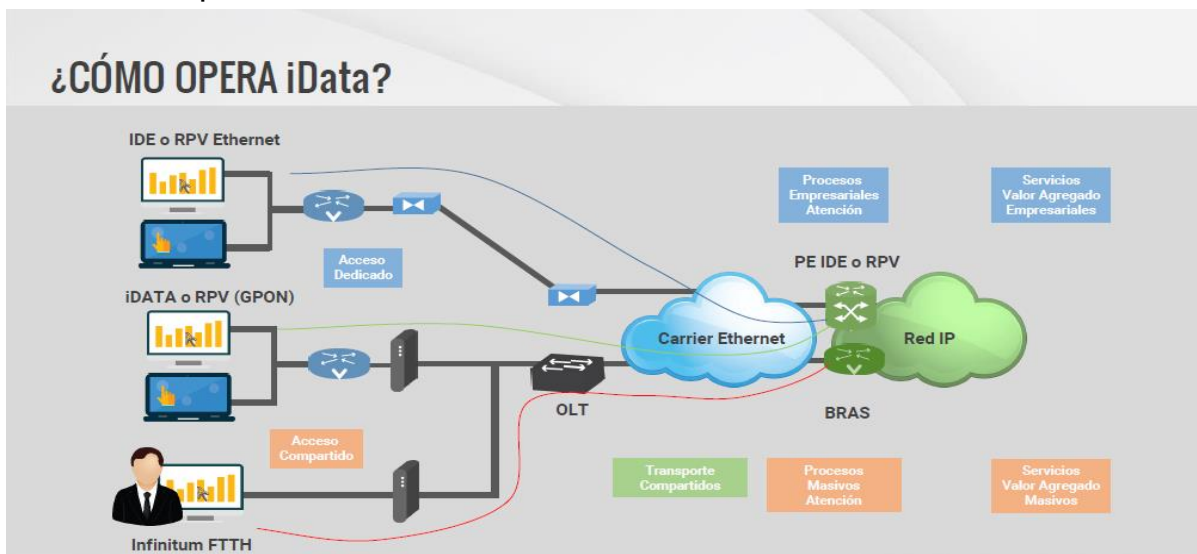 ¿CÓMO OPERA iData?
IDE o RPV Ethernet
Procesos
Empresariales
Atención
Servicios
Valor Agregado
Empresariales
Acceso
Dedicado
PE IDE o RPV
iDATA o RPV (GPON)
Carrier Ethernet
Red IP
OLT
BRAS
Acceso
Compartido
Transporte
Compartidos
Procesos
Masivos
Atención
Servicios
Valor Agregado
Masivos
Infinitum FTTH